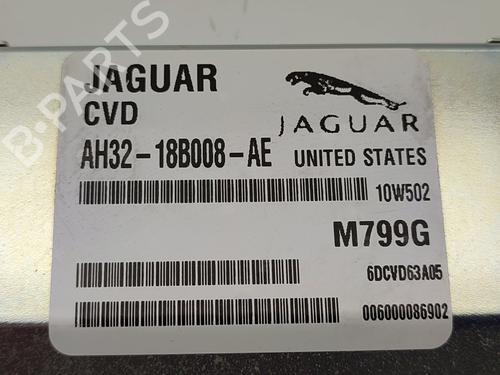 JAGUAR
CVD
JAGUAR
AH32-18B008-AE
UNITED STATES
10W502
M799G
6DCVD63A05
006000086902
B-PARTS